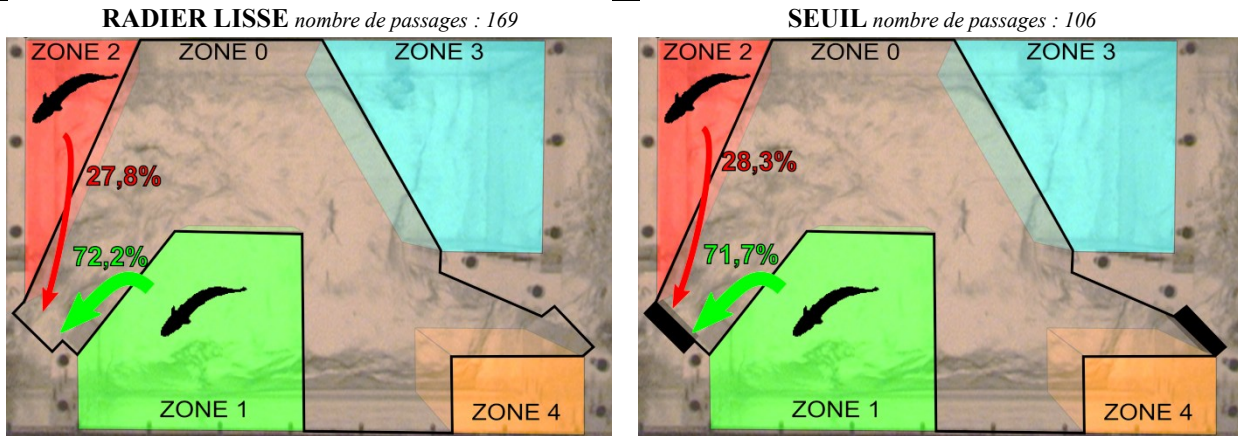 RADIER LISSE nombre de passages : 169
ZONE 2 ZONE 0 ZONE 3
27,8%
72,2%
ZONE 1
ZONE 4
SEUIL nombre de passages : 106
ZONE 2 ZONE 0 ZONE 3
28,3%
71,7%
ZONE 1
ZONE 4